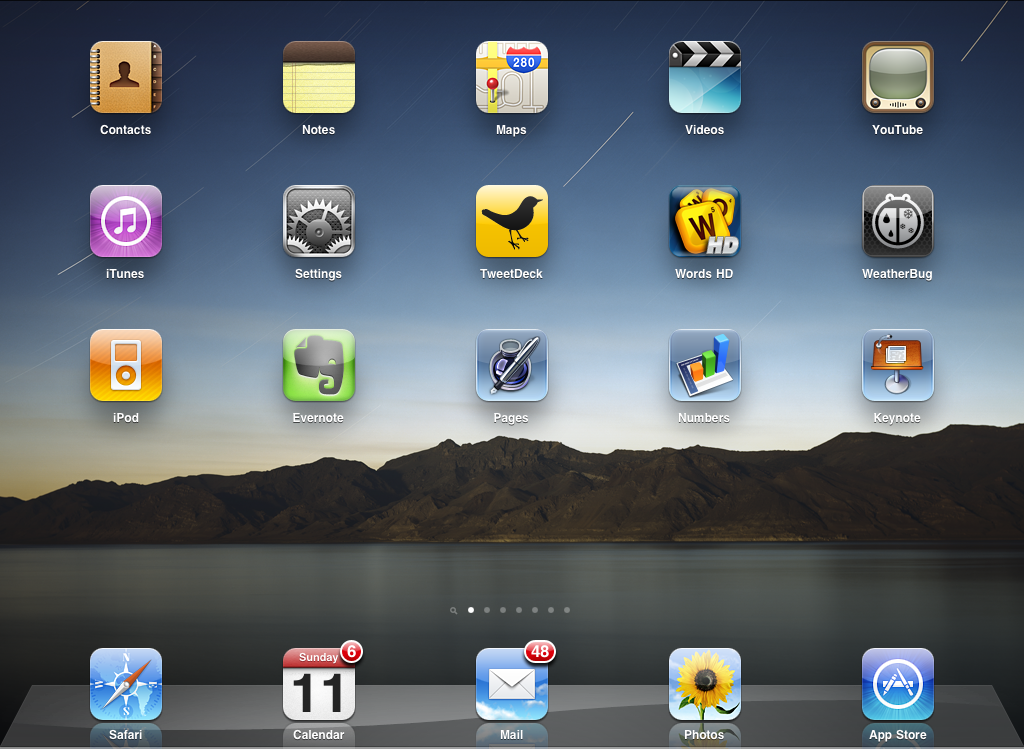 280
Contacts
Notes
Maps
Videos
YouTube
W
HD
iTunes
Settings
TweetDeck
Words HD
WeatherBug
iPod
Evernote
Pages
Numbers
Keynote
Sunday
6
48
11
N
S
Safari
Calendar
Mail
Photos
App Store